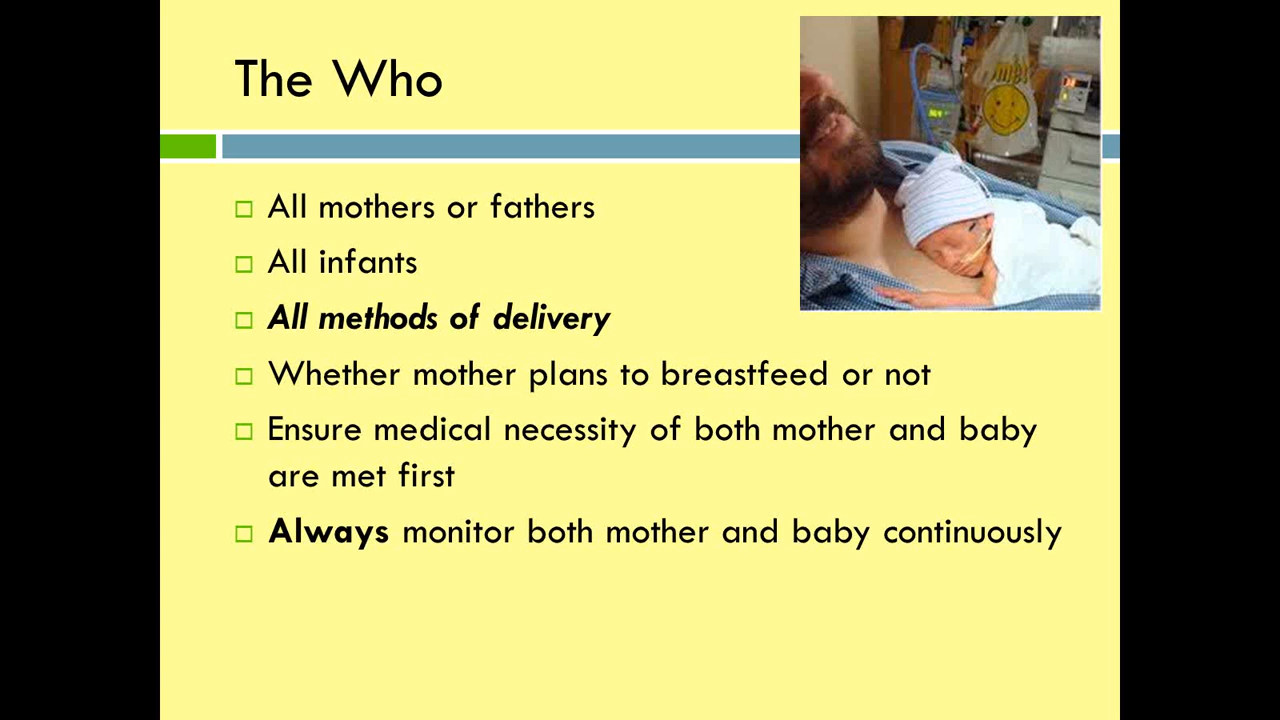 The Who
All mothers or fathers
All infants
All methods of delivery
Whether mother plans to breastfeed or not
Ensure medical necessity of both mother and baby
are met first
Always monitor both mother and baby continuously